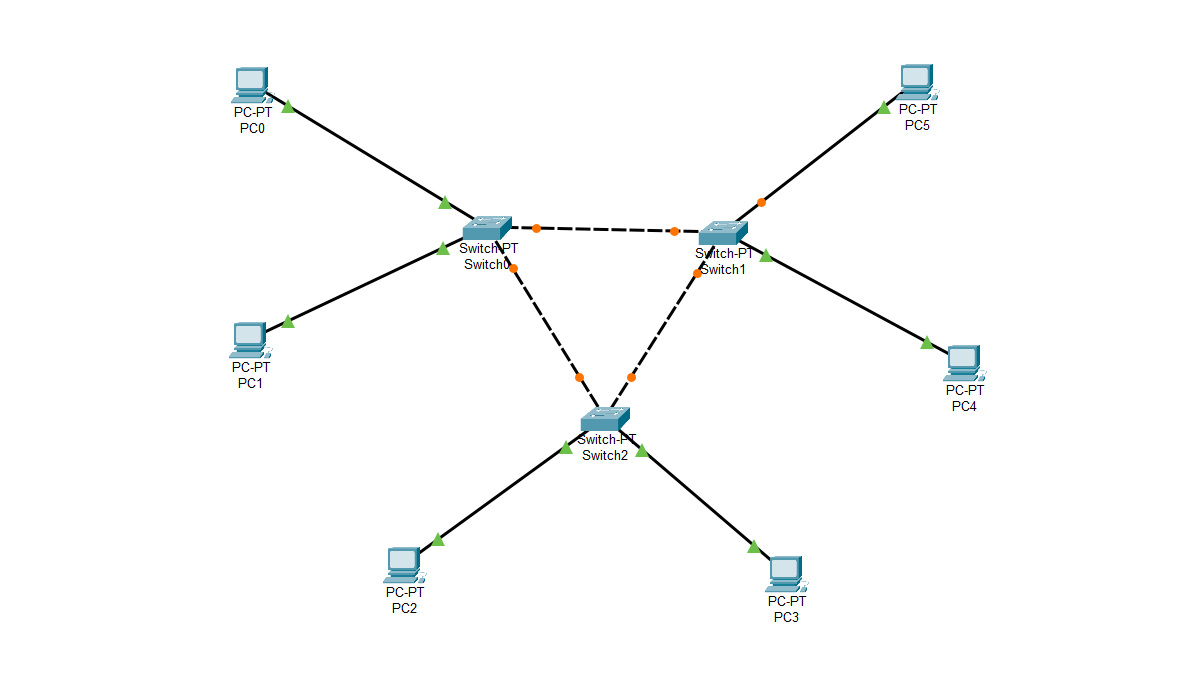 PC-PT
PC0
PC-PT
PC5
Switch-PT
Switch0
Switch-PT
Switch1
PC-PT
PC1
PC-PT
PC4
Switch-PT
Switch2
PC-PT
PC2
PC-PT
PC3